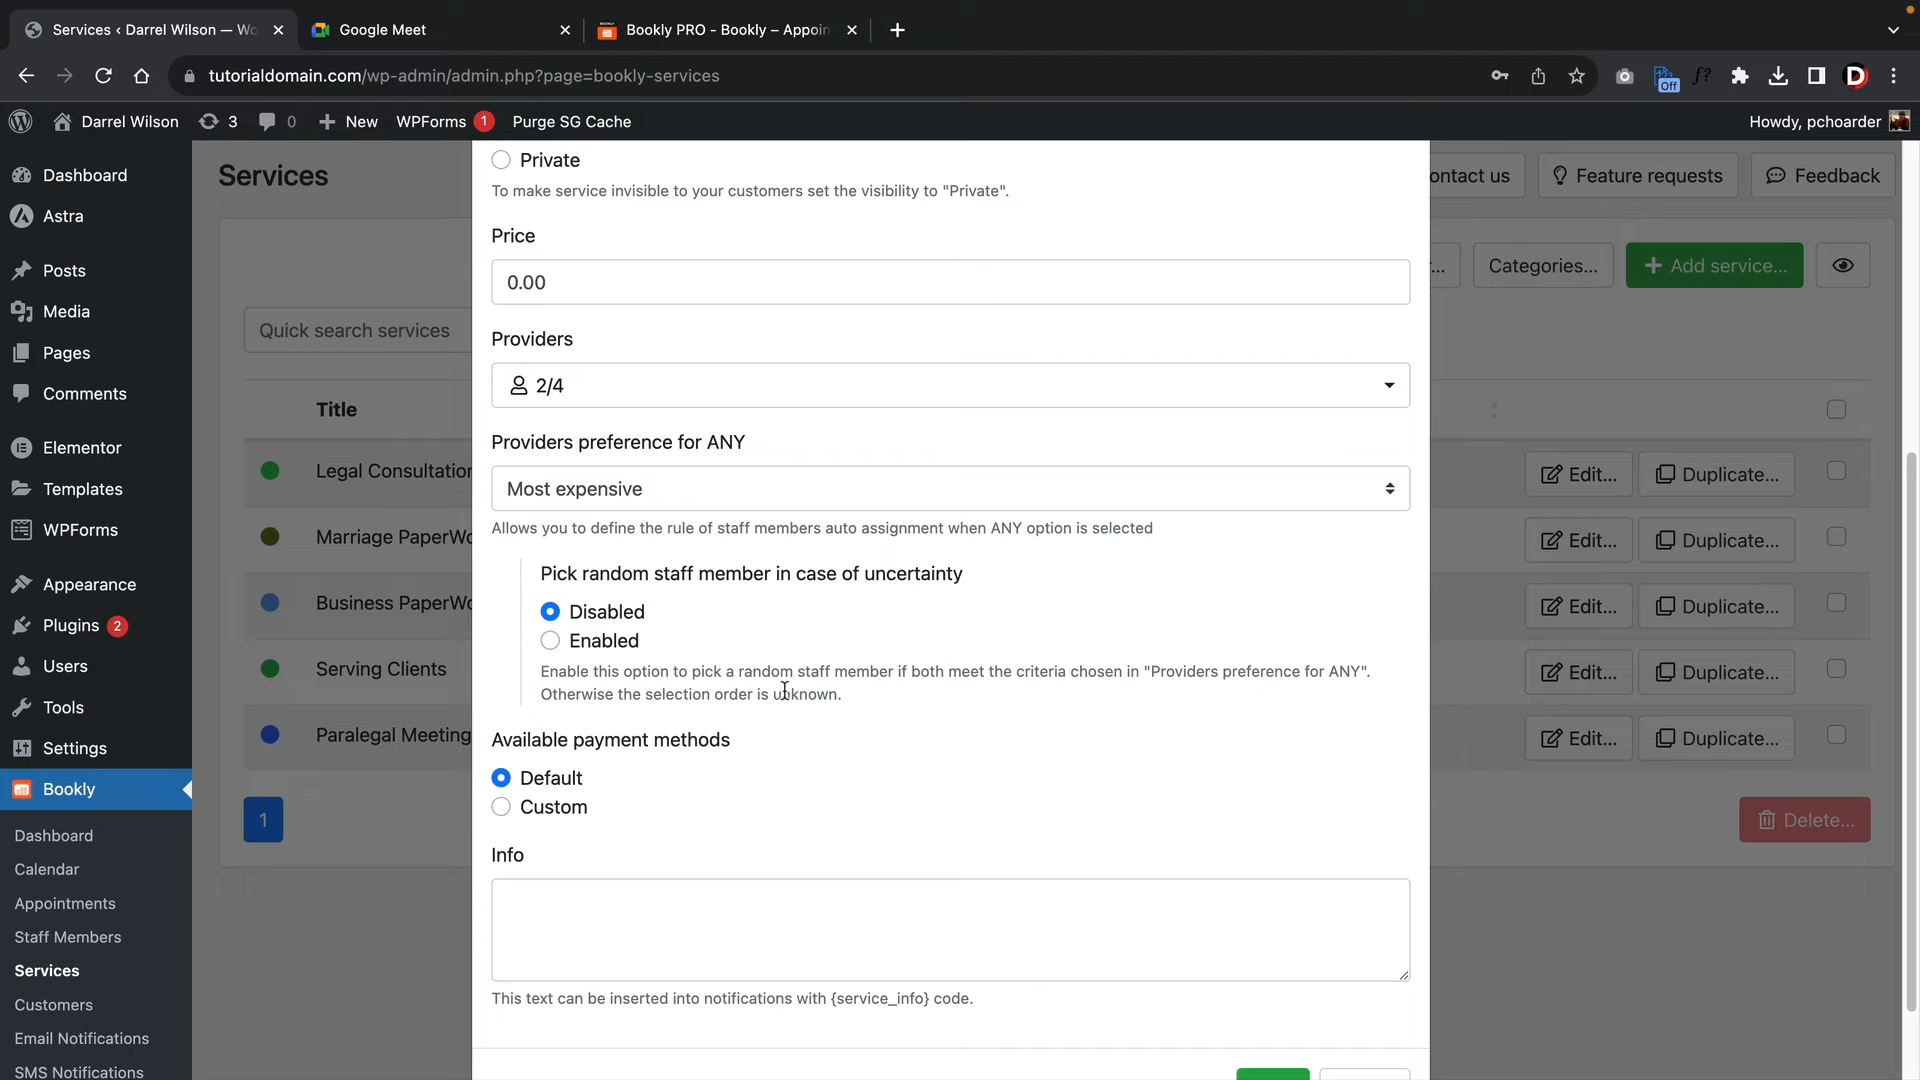 Services ‹ Darrel Wilson — Wo
Google Meet
Bookly PRO - Bookly – Appoin
tutorialdomain.com/wp-admin/admin.php?page=bookly-services
Off
f?
D
Darrel Wilson
3
0
New
WPForms 1
Purge SG Cache
Howdy, pchoarder
Dashboard
Astra
Posts
Media
Pages
Comments
Elementor
Templates
WPForms
Appearance
Plugins 2
Users
Tools
Settings
Bookly
Dashboard
Calendar
Appointments
Staff Members
Services
Customers
Email Notifications
SMS Notifications
Services
Quick search services
Title
Legal Consultation
Marriage PaperWo
Business PaperWo
Serving Clients
Paralegal Meeting
1
Private
To make service invisible to your customers set the visibility to "Private".
Price
0.00
Providers
2/4
Providers preference for ANY
Most expensive
Allows you to define the rule of staff members auto assignment when ANY option is selected
Pick random staff member in case of uncertainty
Disabled
Enabled
Enable this option to pick a random staff member if both meet the criteria chosen in "Providers preference for ANY".
Otherwise the selection order is unknown.
Available payment methods
Default
Custom
Info
This text can be inserted into notifications with {service_info} code.
ontact us
Feature requests
Feedback
...
Categories...
Add service...
Edit...
Duplicate...
Edit...
Duplicate...
Edit...
Duplicate...
Edit...
Duplicate...
Edit...
Duplicate...
Delete...